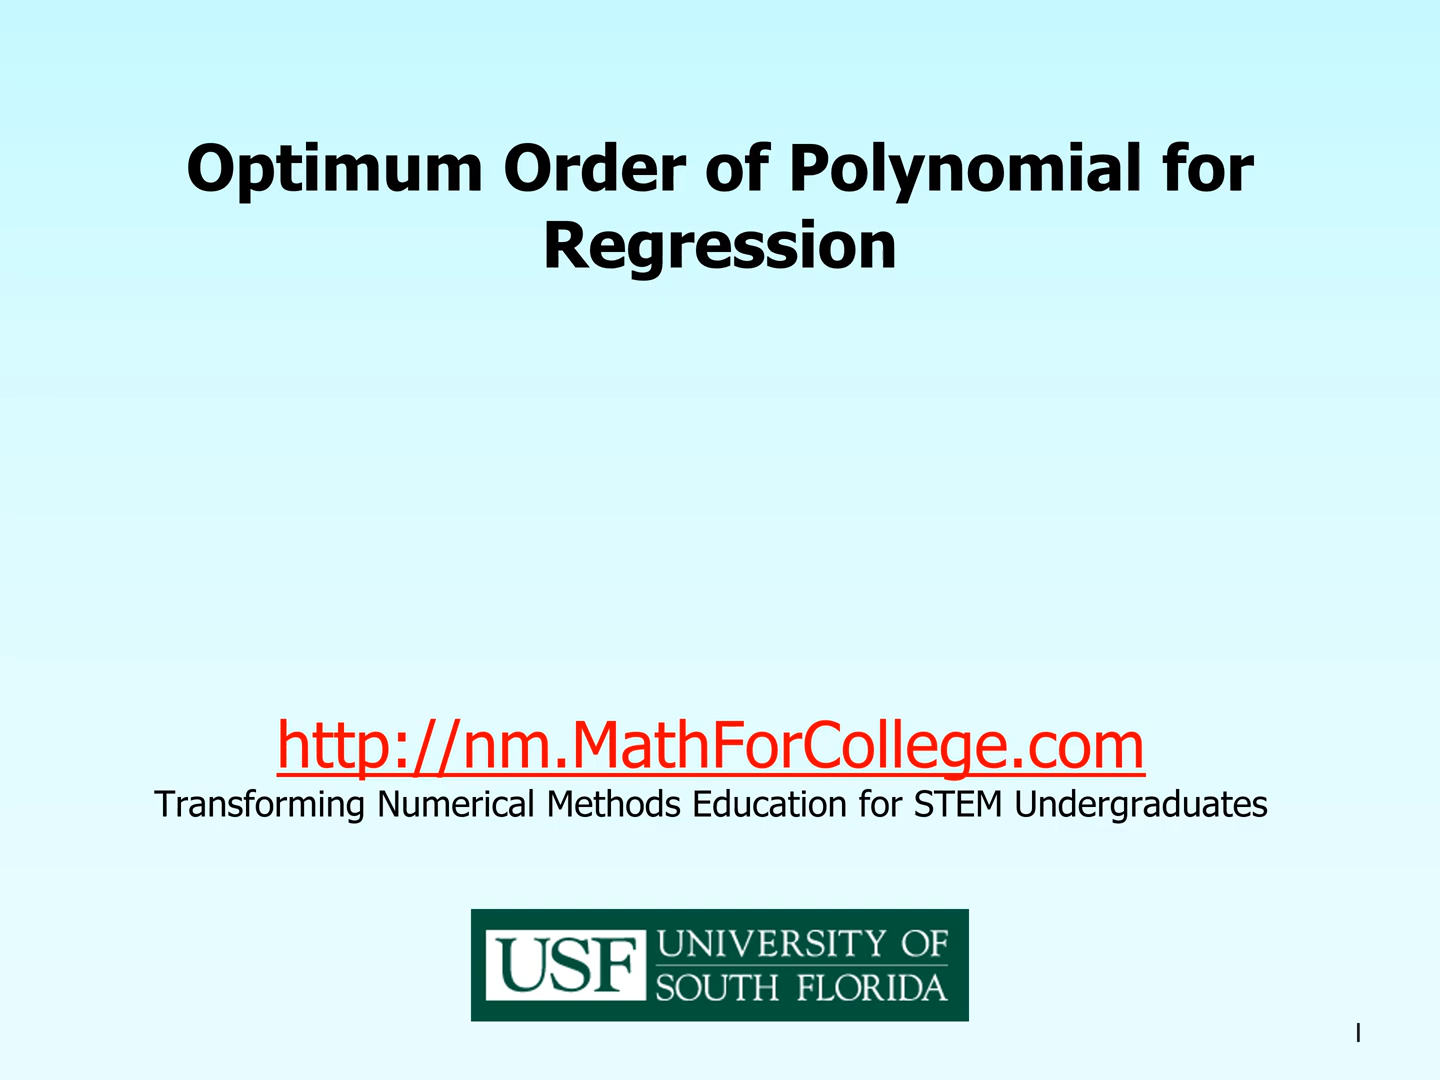 Optimum Order of Polynomial for
Regression
http://nm.MathForCollege.com
Transforming Numerical Methods Education for STEM Undergraduates
USF UNIVERSITY OF
SOUTH FLORIDA
1